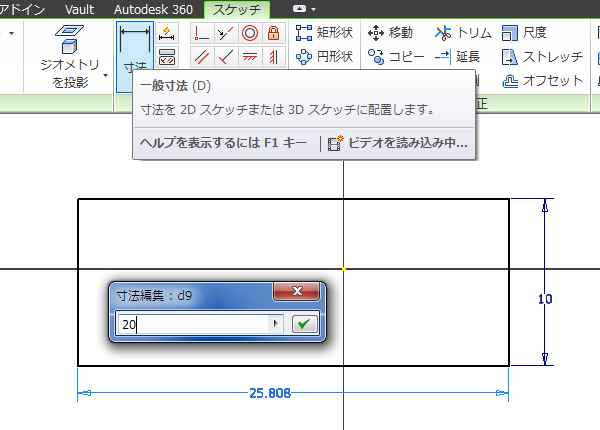 アドイン Vault Autodesk 360 スケッチ
ジオメトリを投影
寸法
矩形状 移動 トリム 尺度
円形状 コピー 延長 ストレッチ
オフセット
正
一般寸法 (D)
寸法を 2D スケッチまたは 3D スケッチに配置します。
ヘルプを表示するには F1 キー ビデオを読み込み中...
寸法編集 : d9
20
10
25.808